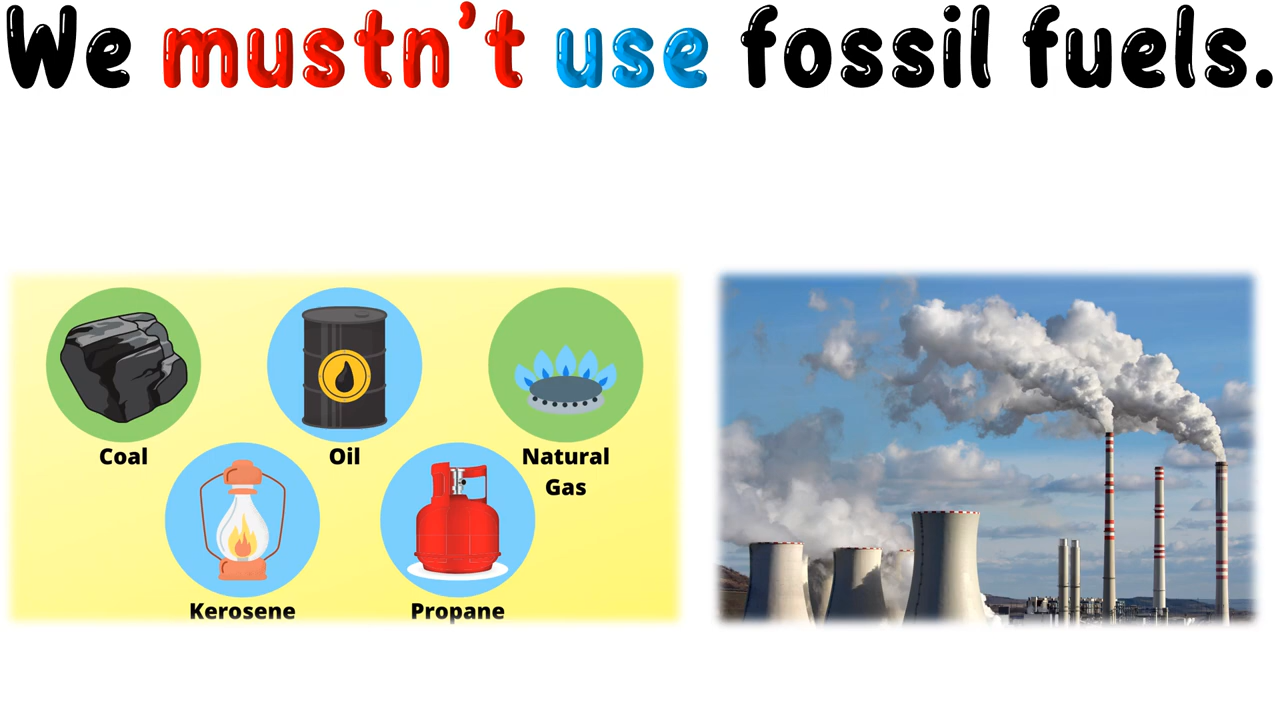 We mustn't use fossil fuels.
Coal
Oil
Natural
Gas
Kerosene
Propane